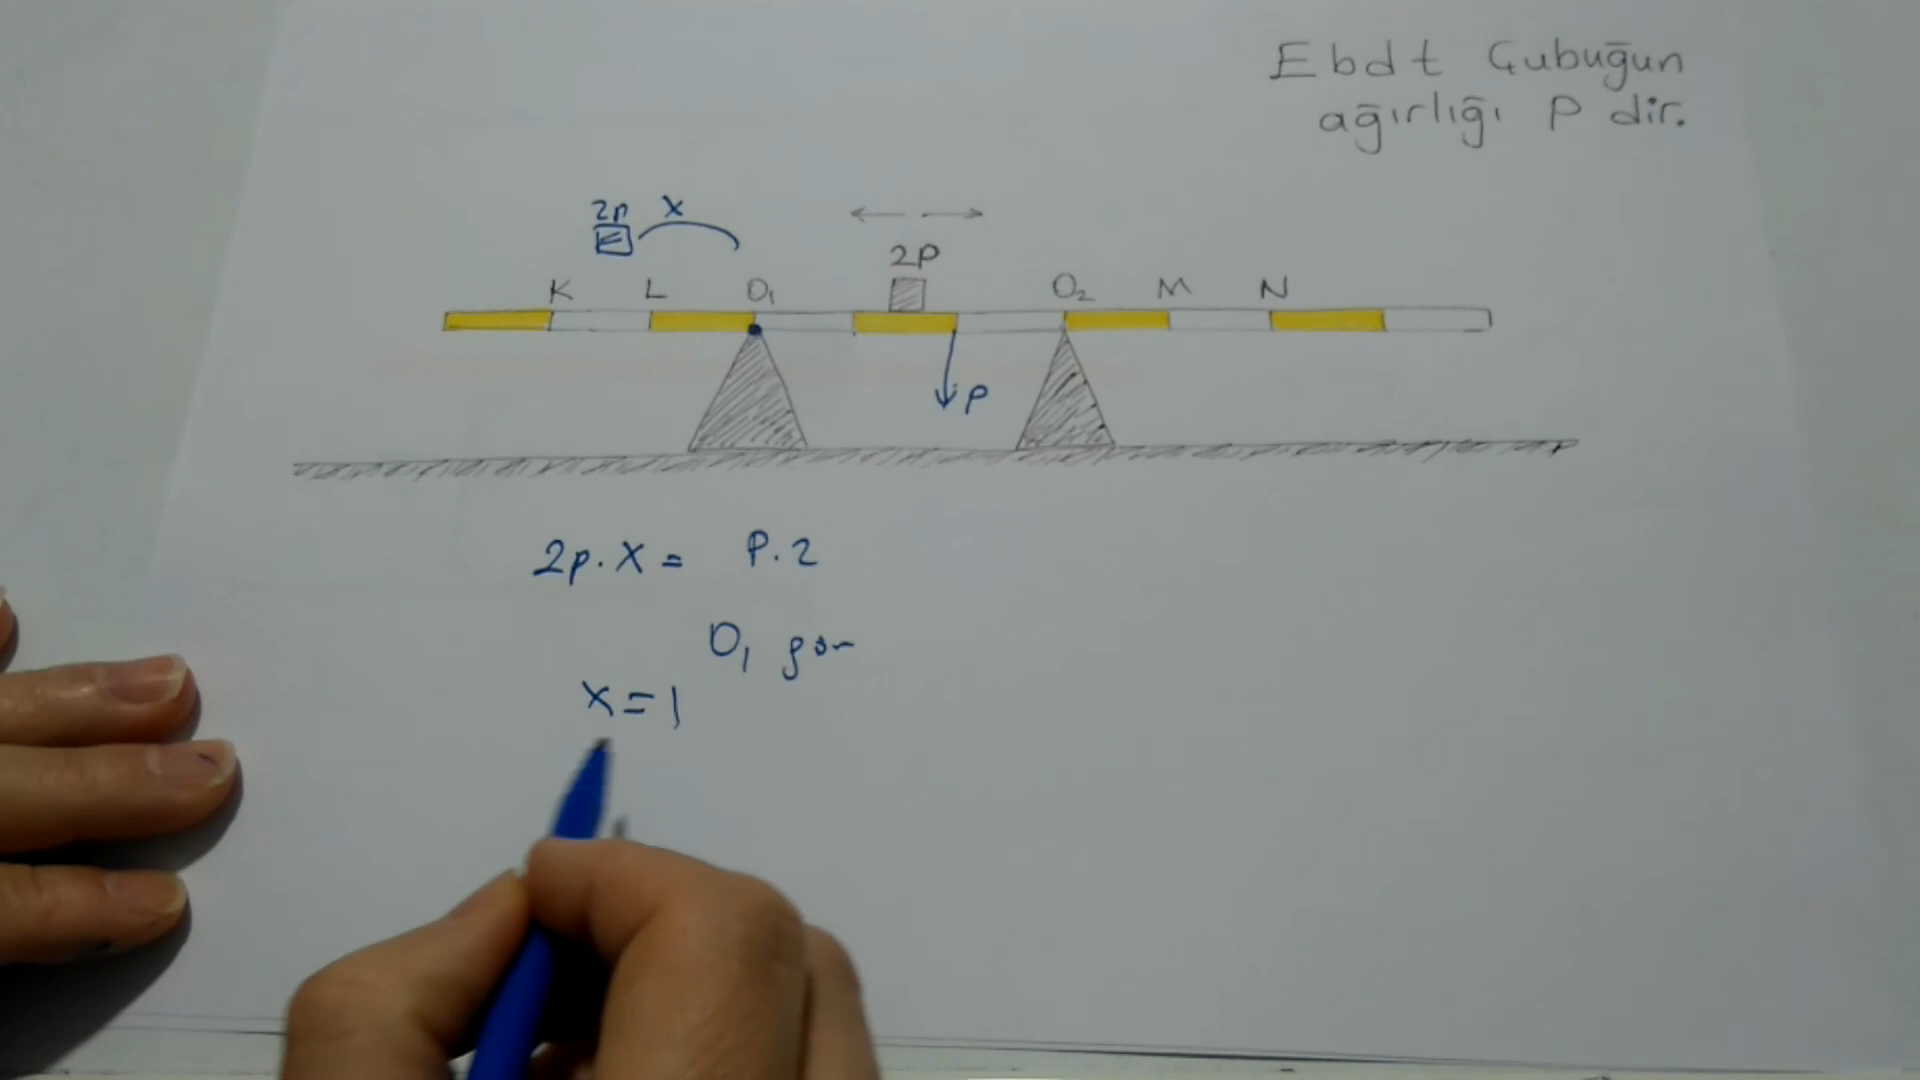 Ebdt Çubuğun
ağırlığı P dir.
2P X
2P
K L O₁ O₂ M N
P
2p. X = P. 2
O₁ gör
x = 1